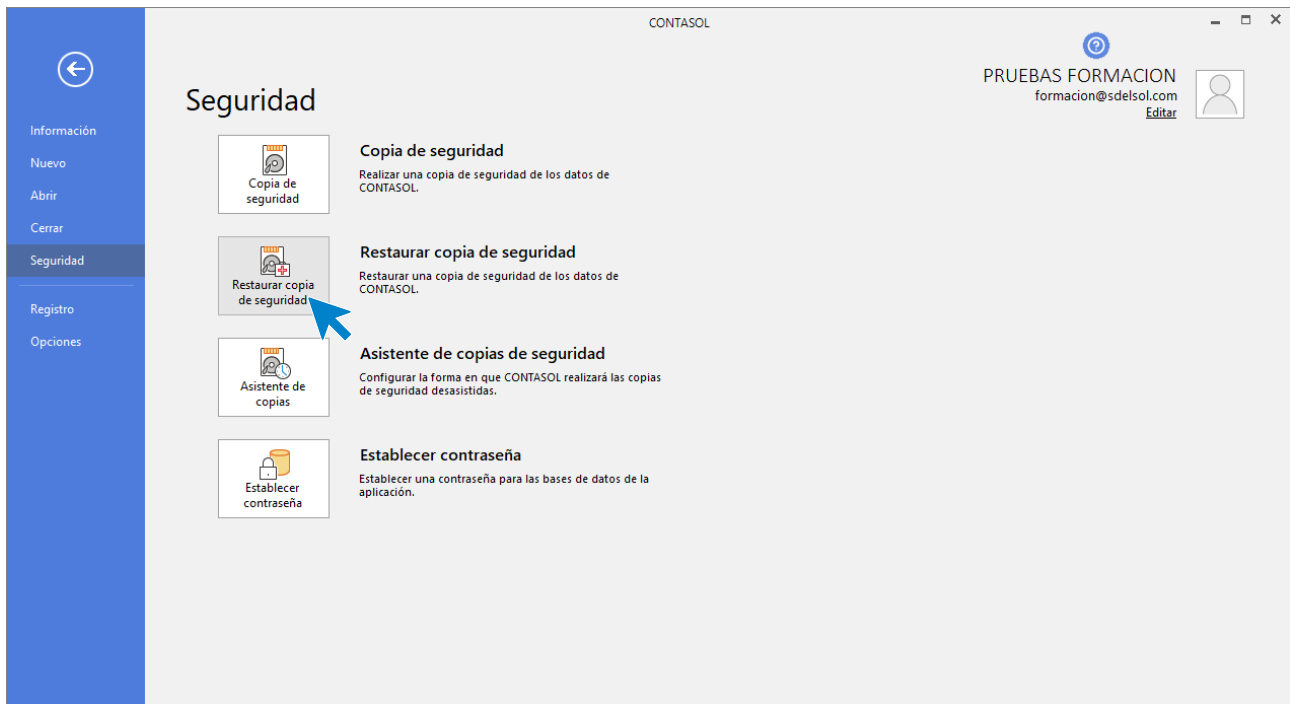 CONTASOL
PRUEBAS FORMACION
formacion@sdelsol.com
Editar
Información
Nuevo
Abrir
Cerrar
Seguridad
Registro
Opciones
Seguridad
Copia de
seguridad
Copia de seguridad
Realizar una copia de seguridad de los datos de
CONTASOL.
Restaurar copia
de seguridad
Restaurar copia de seguridad
Restaurar una copia de seguridad de los datos de
CONTASOL.
Asistente de
copias
Asistente de copias de seguridad
Configurar la forma en que CONTASOL realizará las copias
de seguridad desasistidas.
Establecer
contraseña
Establecer contraseña
Establecer una contraseña para las bases de datos de la
aplicación.